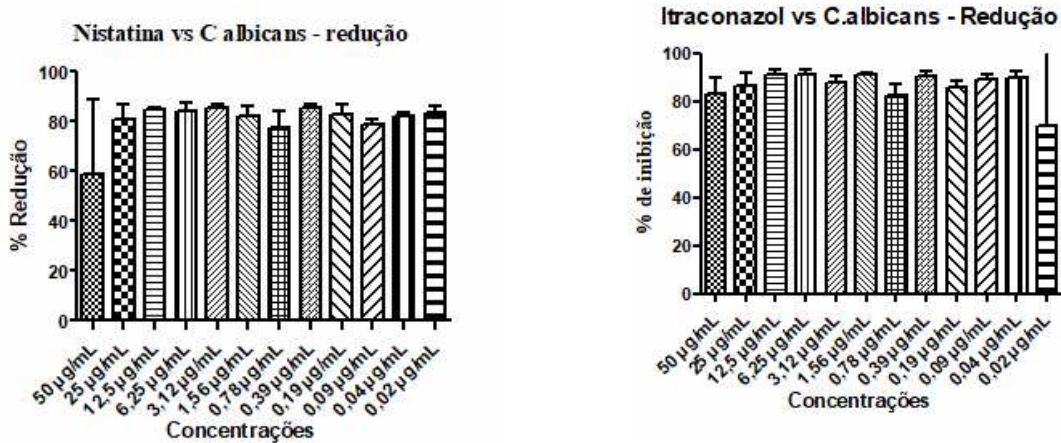 Nistatina vs C albicans - redução
% Redução
100
80
60
40
20
0
50 µg/mL
25 µg/mL
12,5 µg/mL
6,25 µg/mL
3,12 µg/mL
1,56 µg/mL
0,78 µg/mL
0,39 µg/mL
0,19 µg/mL
0,09 µg/mL
0,04 µg/mL
0,02 µg/mL
Concentrações
Itraconazol vs C.albicans - Redução
% de inibição
100
80
60
40
20
0
50 µg/mL
25 µg/mL
12,5 µg/mL
6,25 µg/mL
3,12 µg/mL
1,56 µg/mL
0,78 µg/mL
0,39 µg/mL
0,19 µg/mL
0,09 µg/mL
0.04 µg/mL
0,02 µg/mL
Concentrações